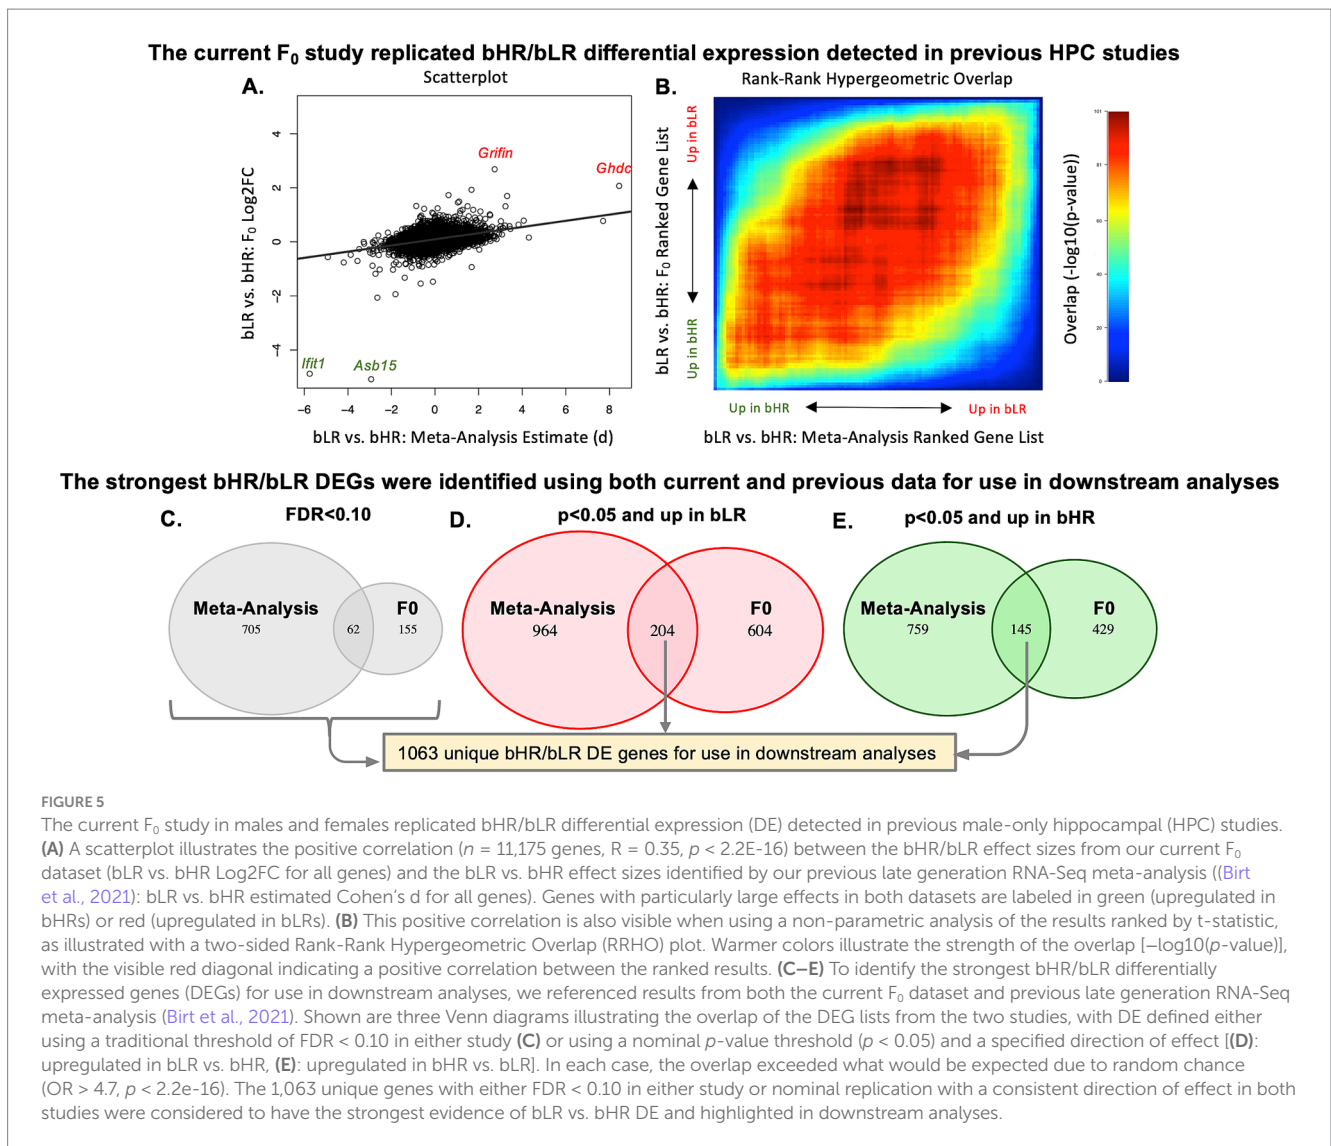 The current F0 study replicated bHR/bLR differential expression detected in previous HPC studies
A.
Scatterplot
bLR vs. bHR: F0 Log2FC
4
2
0
−2
−4
Grifin
Ghdc
Ifit1
Asb15
−6 −4 −2 0 2 4 6 8
bLR vs. bHR: Meta-Analysis Estimate (d)
B.
Rank-Rank Hypergeometric Overlap
bLR vs. bHR: F0 Ranked Gene List
Up in bLR
Up in bHR
Up in bHR
Up in bLR
bLR vs. bHR: Meta-Analysis Ranked Gene List
Overlap (-log10(p-value))
101
81
60
40
20
0
The strongest bHR/bLR DEGs were identified using both current and previous data for use in downstream analyses
C.
FDR<0.10
Meta-Analysis
705
62
F0
155
D.
p<0.05 and up in bLR
Meta-Analysis
964
204
F0
604
E.
p<0.05 and up in bHR
Meta-Analysis
759
145
F0
429
1063 unique bHR/bLR DE genes for use in downstream analyses
FIGURE 5
The current F0 study in males and females replicated bHR/bLR differential expression (DE) detected in previous male-only hippocampal (HPC) studies.
(A) A scatterplot illustrates the positive correlation (n = 11,175 genes, R = 0.35, p < 2.2E-16) between the bHR/bLR effect sizes from our current F0
dataset (bLR vs. bHR Log2FC for all genes) and the bLR vs. bHR effect sizes identified by our previous late generation RNA-Seq meta-analysis ((Birt
et al., 2021): bLR vs. bHR estimated Cohen's d for all genes). Genes with particularly large effects in both datasets are labeled in green (upregulated in
bHRs) or red (upregulated in bLRs). (B) This positive correlation is also visible when using a non-parametric analysis of the results ranked by t-statistic,
as illustrated with a two-sided Rank-Rank Hypergeometric Overlap (RRHO) plot. Warmer colors illustrate the strength of the overlap [−log10(p-value)],
with the visible red diagonal indicating a positive correlation between the ranked results. (C–E) To identify the strongest bHR/bLR differentially
expressed genes (DEGs) for use in downstream analyses, we referenced results from both the current F0 dataset and previous late generation RNA-Seq
meta-analysis (Birt et al., 2021). Shown are three Venn diagrams illustrating the overlap of the DEG lists from the two studies, with DE defined either
using a traditional threshold of FDR < 0.10 in either study (C) or using a nominal p-value threshold (p < 0.05) and a specified direction of effect [(D):
upregulated in bLR vs. bHR, (E): upregulated in bHR vs. bLR]. In each case, the overlap exceeded what would be expected due to random chance
(OR > 4.7, p < 2.2e-16). The 1,063 unique genes with either FDR < 0.10 in either study or nominal replication with a consistent direction of effect in both
studies were considered to have the strongest evidence of bLR vs. bHR DE and highlighted in downstream analyses.